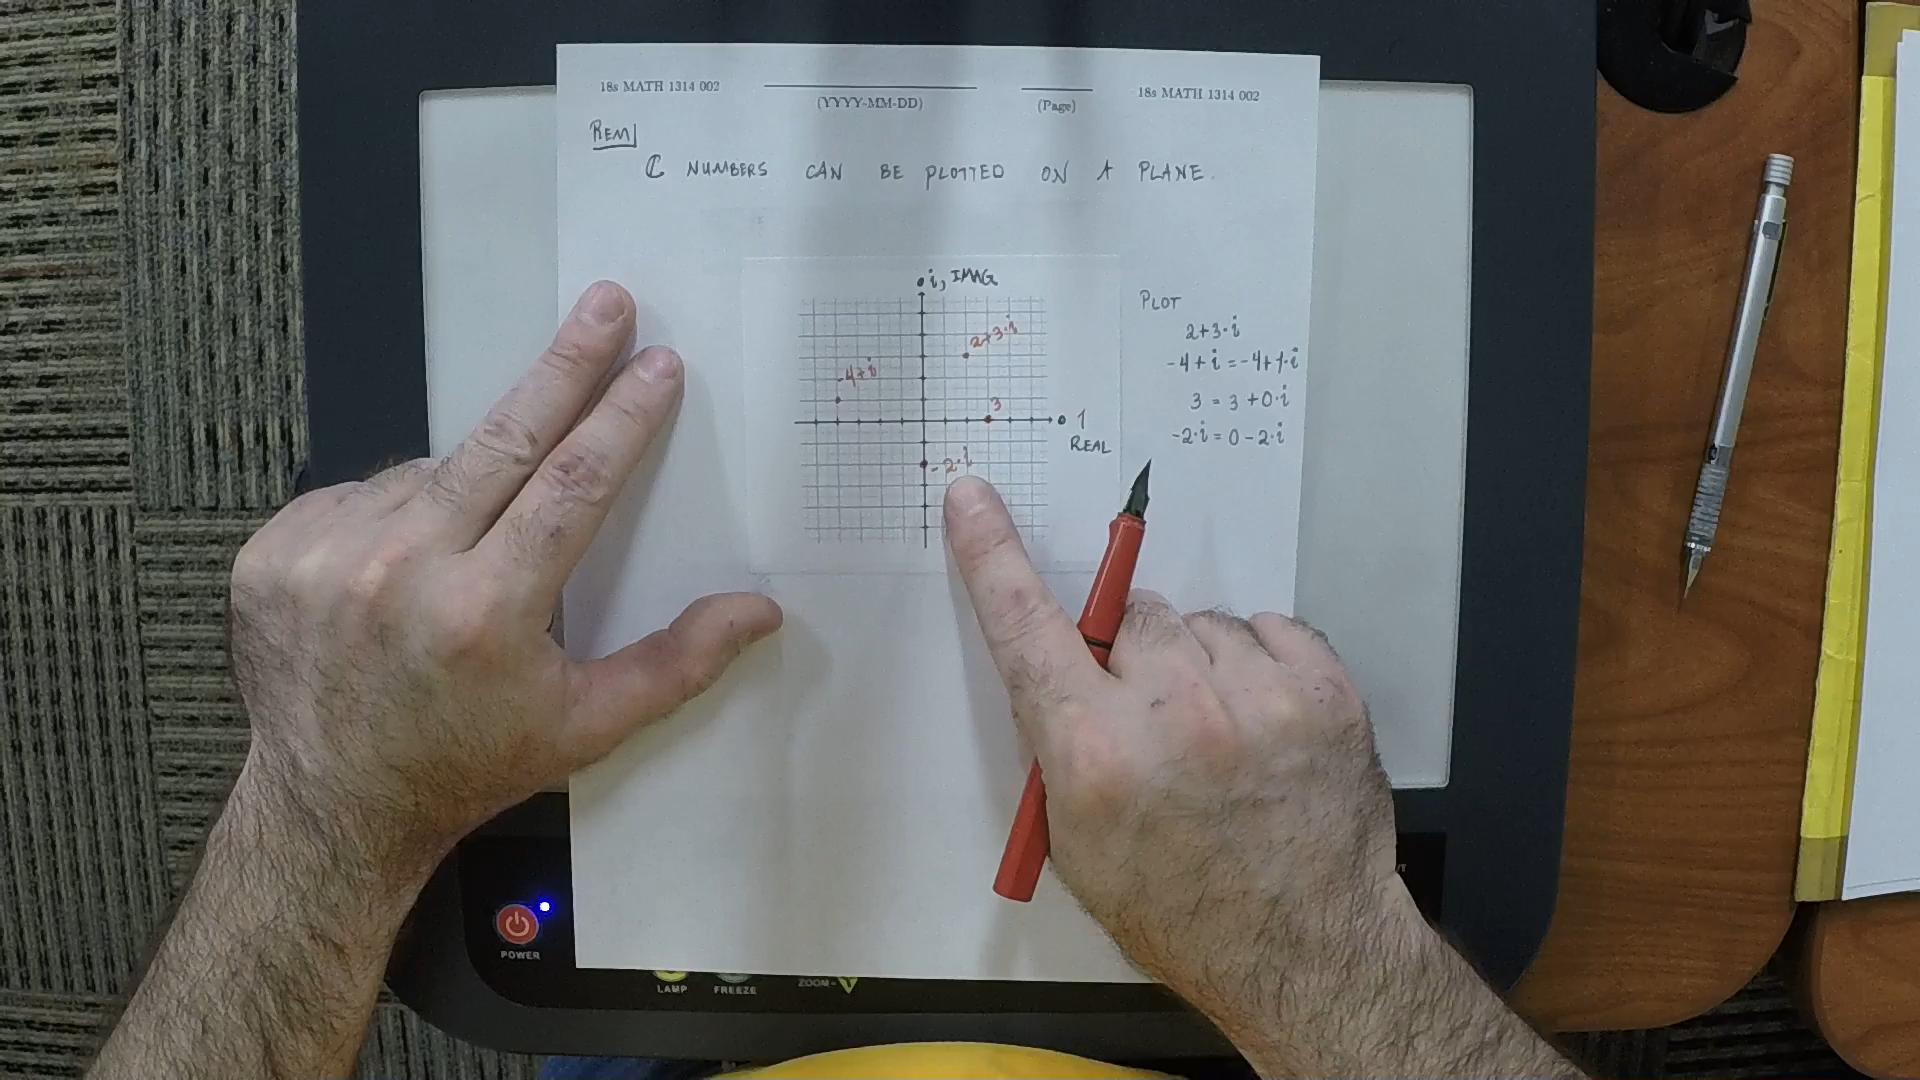 18s MATH 1314 002
(YYYY-MM-DD)
(Page)
18s MATH 1314 002
REM
ℂ NUMBERS CAN BE PLOTTED ON A PLANE.
i, IMAG
2+3·i
-4+i
3
1
REAL
-2·i
PLOT
2+3·i
-4+i=-4+1·i
3=3+0·i
-2·i=0-2·i
POWER
LAMP
FREEZE
ZOOM-